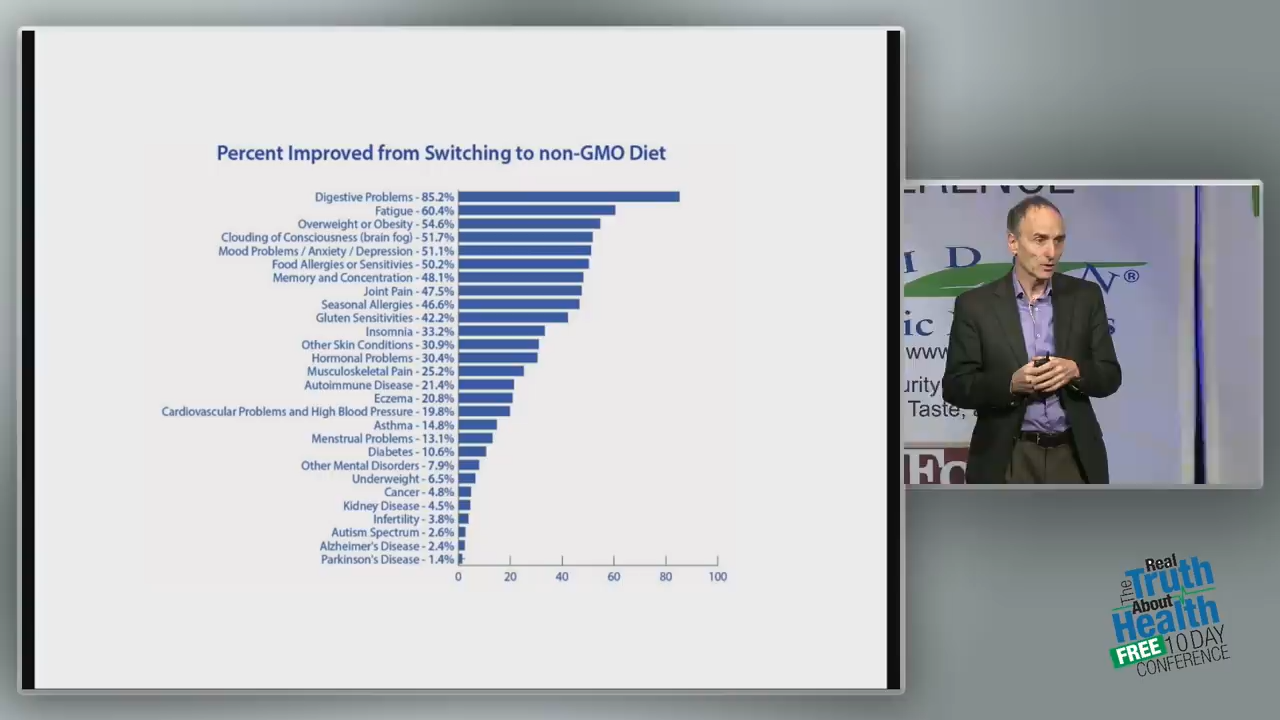 Percent Improved from Switching to non-GMO Diet
Digestive Problems - 85.2%
Fatigue - 60.4%
Overweight or Obesity - 54.6%
Clouding of Consciousness (brain fog) - 51.7%
Mood Problems / Anxiety / Depression - 51.1%
Food Allergies or Sensitivies - 50.2%
Memory and Concentration - 48.1%
Joint Pain - 47.5%
Seasonal Allergies - 46.6%
Gluten Sensitivities - 42.2%
Insomnia - 33.2%
Other Skin Conditions - 30.9%
Hormonal Problems - 30.4%
Musculoskeletal Pain - 25.2%
Autoimmune Disease - 21.4%
Eczema - 20.8%
Cardiovascular Problems and High Blood Pressure - 19.8%
Asthma - 14.8%
Menstrual Problems - 13.1%
Diabetes - 10.6%
Other Mental Disorders - 7.9%
Underweight - 6.5%
Cancer - 4.8%
Kidney Disease - 4.5%
Infertility - 3.8%
Autism Spectrum - 2.6%
Alzheimer's Disease - 2.4%
Parkinson's Disease - 1.4%
0 20 40 60 80 100
D N®
ic
www
urity
Taste,
Fo
The Real
Truth
About
Health
FREE 10 DAY
CONFERENCE